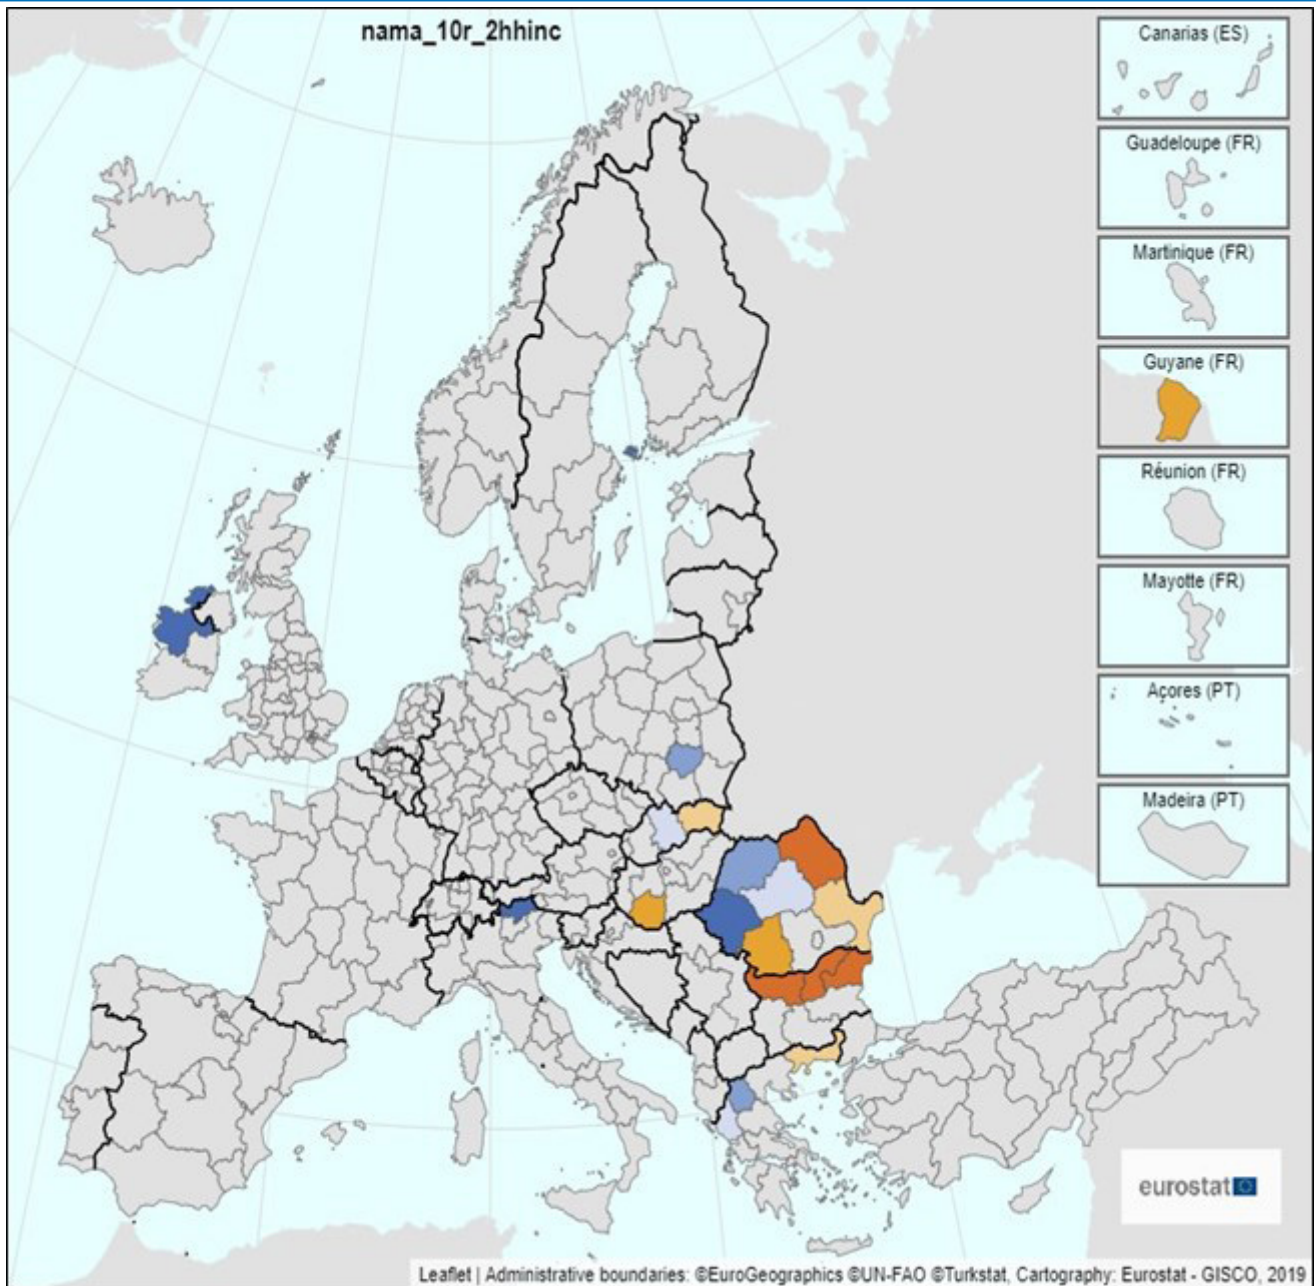 nama_10r_2hhinc
Canarias (ES)
Guadeloupe (FR)
Martinique (FR)
Guyane (FR)
Réunion (FR)
Mayotte (FR)
Açores (PT)
Madeira (PT)
eurostat
Leaflet | Administrative boundaries: ©EuroGeographics ©UN-FAO ©Turkstat, Cartography: Eurostat - GISCO, 2019